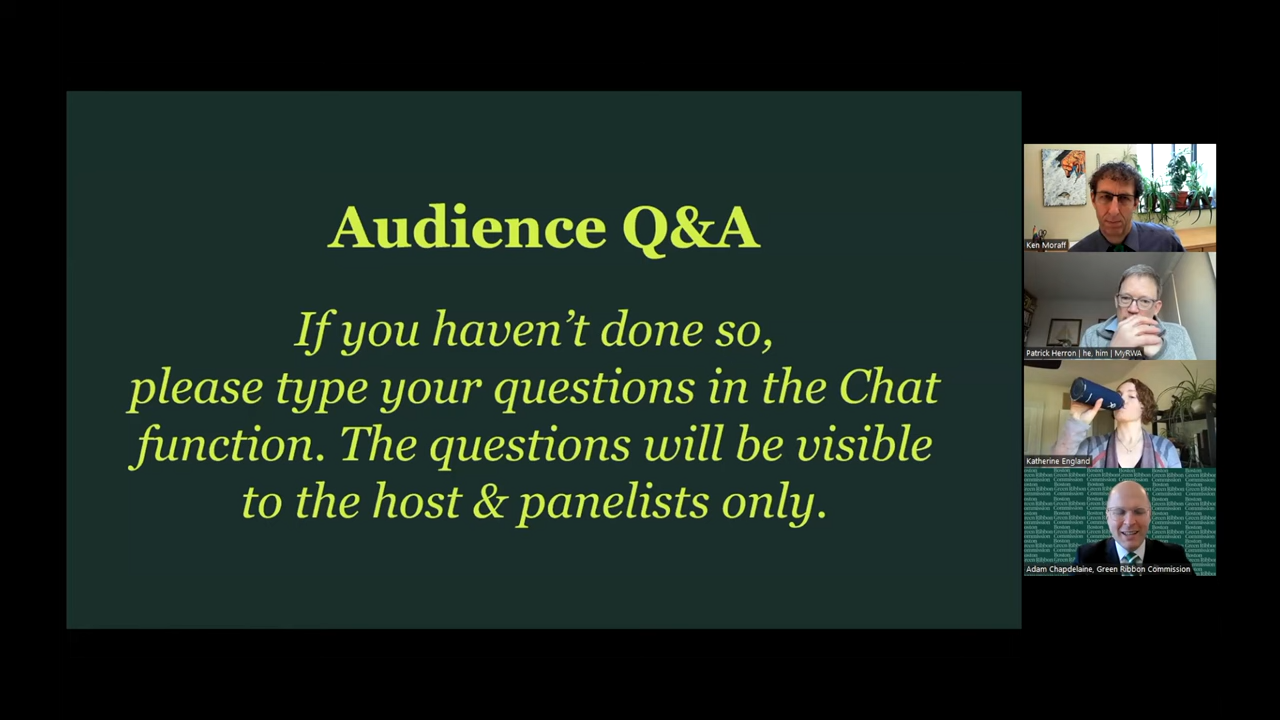 Audience Q&A
If you haven't done so,
please type your questions in the Chat
function. The questions will be visible
to the host & panelists only.
Ken Moraff
Patrick Herron | he, him | MyRWA
Katherine England
Adam Chapdelaine, Green Ribbon Commission